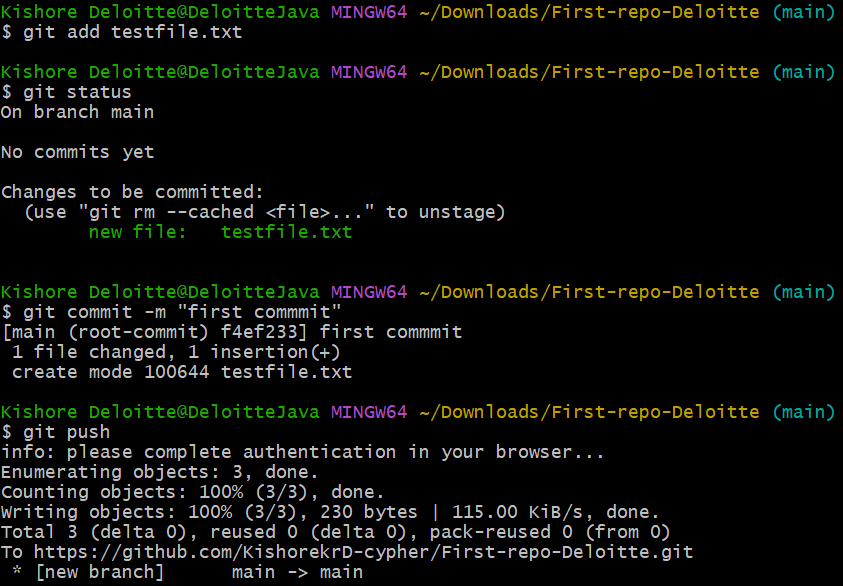 Kishore Deloitte@DeloitteJava MINGW64 ~/Downloads/First-repo-Deloitte (main)
$ git add testfile.txt
Kishore Deloitte@DeloitteJava MINGW64 ~/Downloads/First-repo-Deloitte (main)
$ git status
On branch main
No commits yet
Changes to be committed:
  (use "git rm --cached <file>..." to unstage)
        new file:   testfile.txt
Kishore Deloitte@DeloitteJava MINGW64 ~/Downloads/First-repo-Deloitte (main)
$ git commit -m "first commmit"
[main (root-commit) f4ef233] first commmit
 1 file changed, 1 insertion(+)
 create mode 100644 testfile.txt
Kishore Deloitte@DeloitteJava MINGW64 ~/Downloads/First-repo-Deloitte (main)
$ git push
info: please complete authentication in your browser...
Enumerating objects: 3, done.
Counting objects: 100% (3/3), done.
Writing objects: 100% (3/3), 230 bytes | 115.00 KiB/s, done.
Total 3 (delta 0), reused 0 (delta 0), pack-reused 0 (from 0)
To https://github.com/KishorekrD-cypher/First-repo-Deloitte.git
 * [new branch]      main -> main